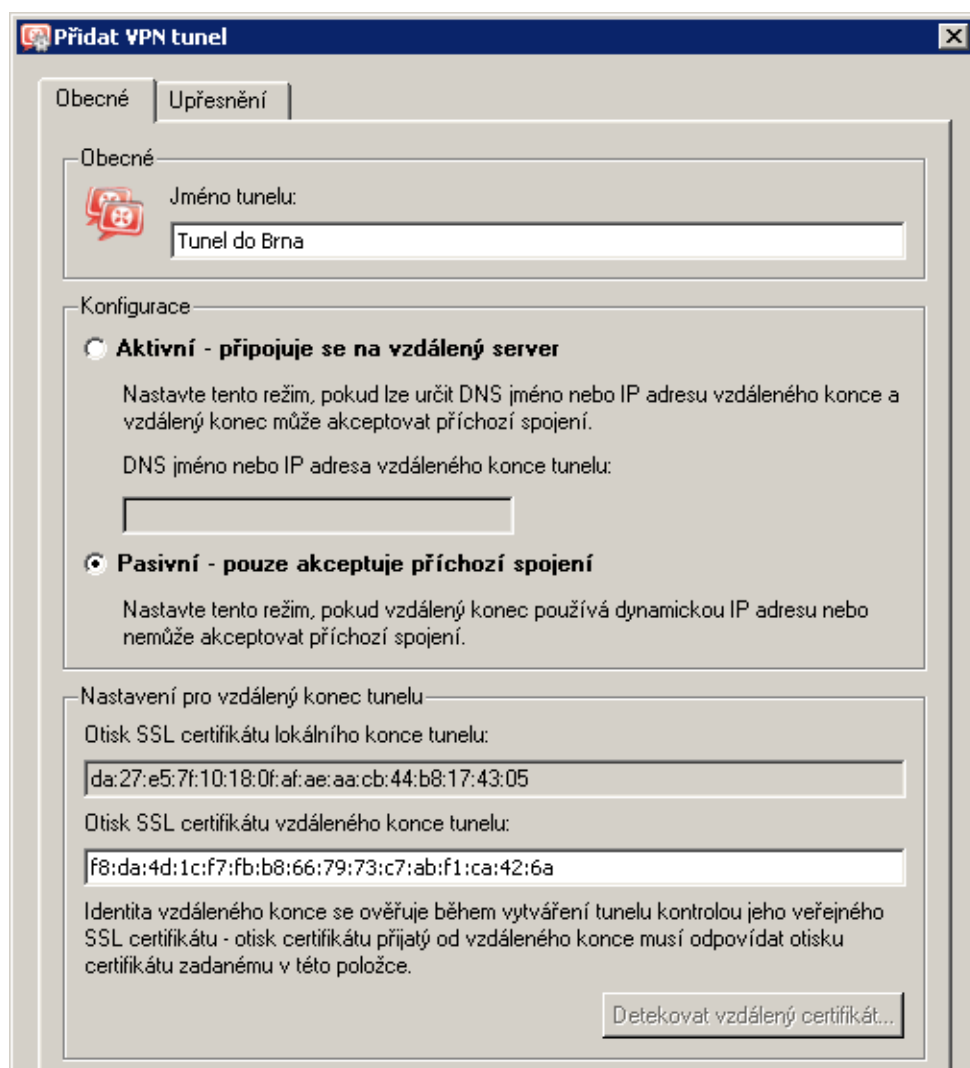 Přidat VPN tunel
Obecné
Upřesnění
Obecné
Jméno tunelu:
Tunel do Brna
Konfigurace
Aktivní - připojuje se na vzdálený server
Nastavte tento režim, pokud lze určit DNS jméno nebo IP adresu vzdáleného konce a
vzdálený konec může akceptovat příchozí spojení.
DNS jméno nebo IP adresa vzdáleného konce tunelu:
Pasivní - pouze akceptuje příchozí spojení
Nastavte tento režim, pokud vzdálený konec používá dynamickou IP adresu nebo
nemůže akceptovat příchozí spojení.
Nastavení pro vzdálený konec tunelu
Otisk SSL certifikátu lokálního konce tunelu:
da:27:e5:7f:10:18:0f:af:ae:aa:cb:44:b8:17:43:05
Otisk SSL certifikátu vzdáleného konce tunelu:
f8:da:4d:1c:f7:fb:b8:66:79:73:c7:ab:f1:ca:42:6a
Identita vzdáleného konce se ověřuje během vytváření tunelu kontrolou jeho veřejného
SSL certifikátu - otisk certifikátu přijatý od vzdáleného konce musí odpovídat otisku
certifikátu zadanému v této položce.
Detekovat vzdálený certifikát...